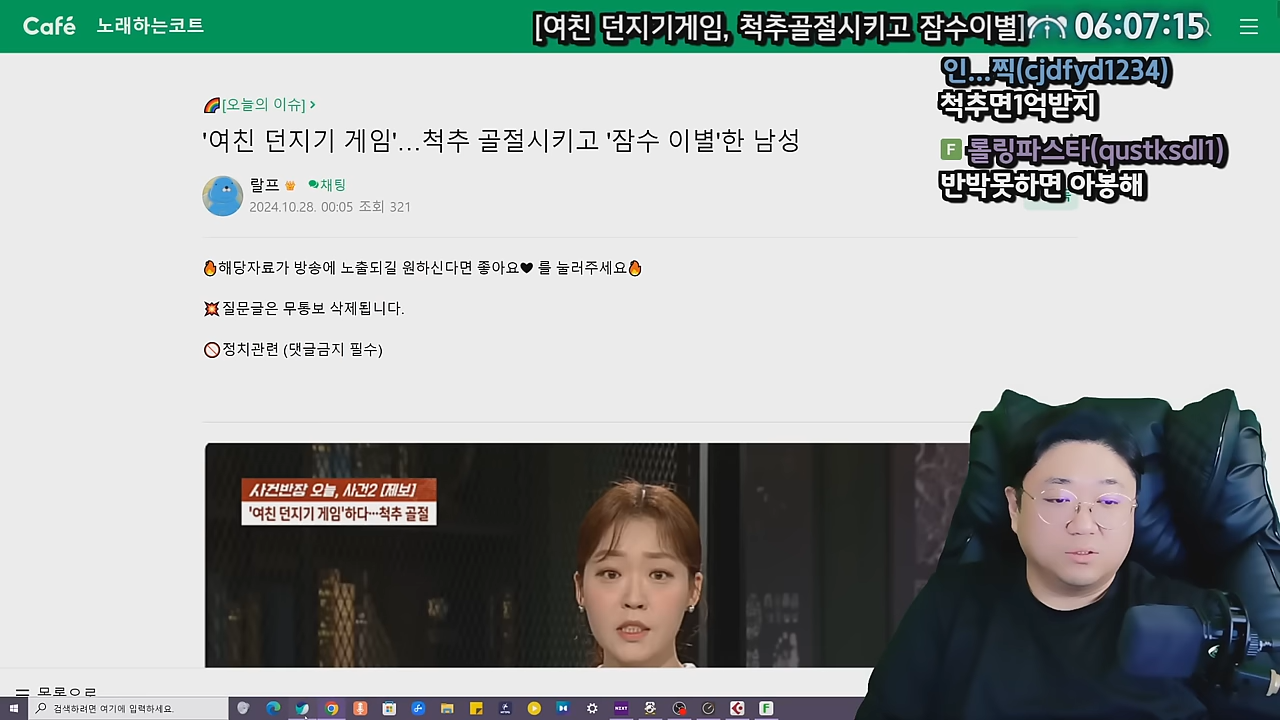 Café 노래하는코트
[여친 던지기게임, 척추골절시키고 잠수이별]
06:07:15
인...찍(cjdfyd1234)
척추면1억받지
F 롤링파스타(qustksdl1)
반박못하면 아봉해
[오늘의 이슈] >
'여친 던지기 게임'...척추 골절시키고 '잠수 이별'한 남성
랄프 채팅
2024.10.28. 00:05 조회 321
해당자료가 방송에 노출되길 원하신다면 좋아요🖤 를 눌러주세요
질문글은 무통보 삭제됩니다.
정치관련 (댓글금지 필수)
사건반장 오늘, 사건2 [제보]
'여친 던지기 게임'하다…척추 골절
목록으로
검색하려면 여기에 입력하세요.